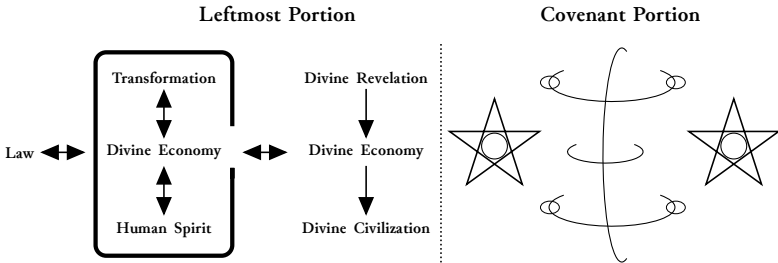 Leftmost Portion
Covenant Portion
Transformation
Divine Revelation
Law
Divine Economy
Divine Economy
Human Spirit
Divine Civilization